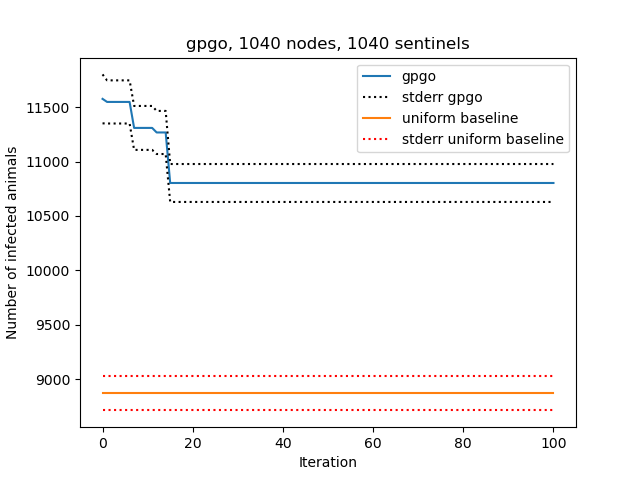 gpgo, 1040 nodes, 1040 sentinels
gpgo
stderr gpgo
uniform baseline
stderr uniform baseline
Number of infected animals
11500
11000
10500
10000
9500
9000
0 20 40 60 80 100
Iteration